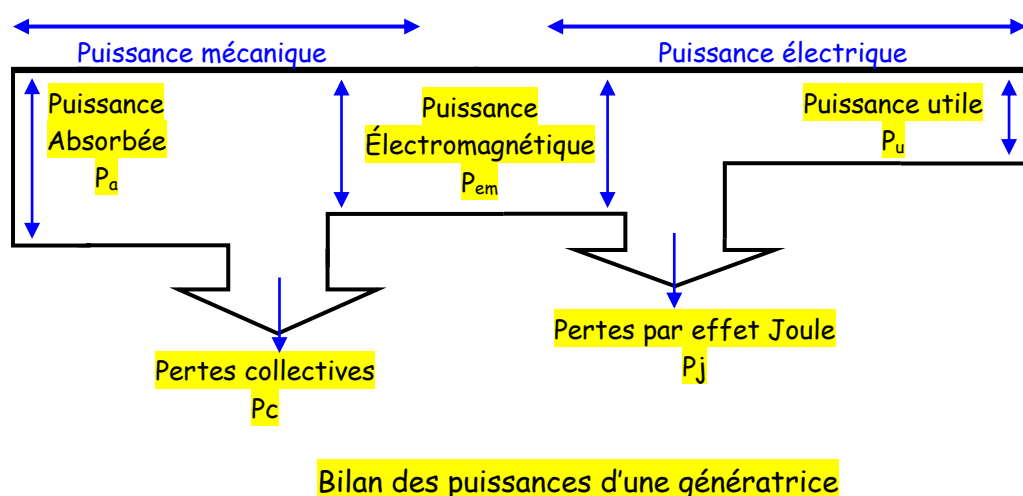 Puissance mécanique
Puissance électrique
Puissance
Absorbée
Pa
Puissance
Électromagnétique
Pem
Puissance utile
Pu
Pertes collectives
Pc
Pertes par effet Joule
Pj
Bilan des puissances d'une génératrice